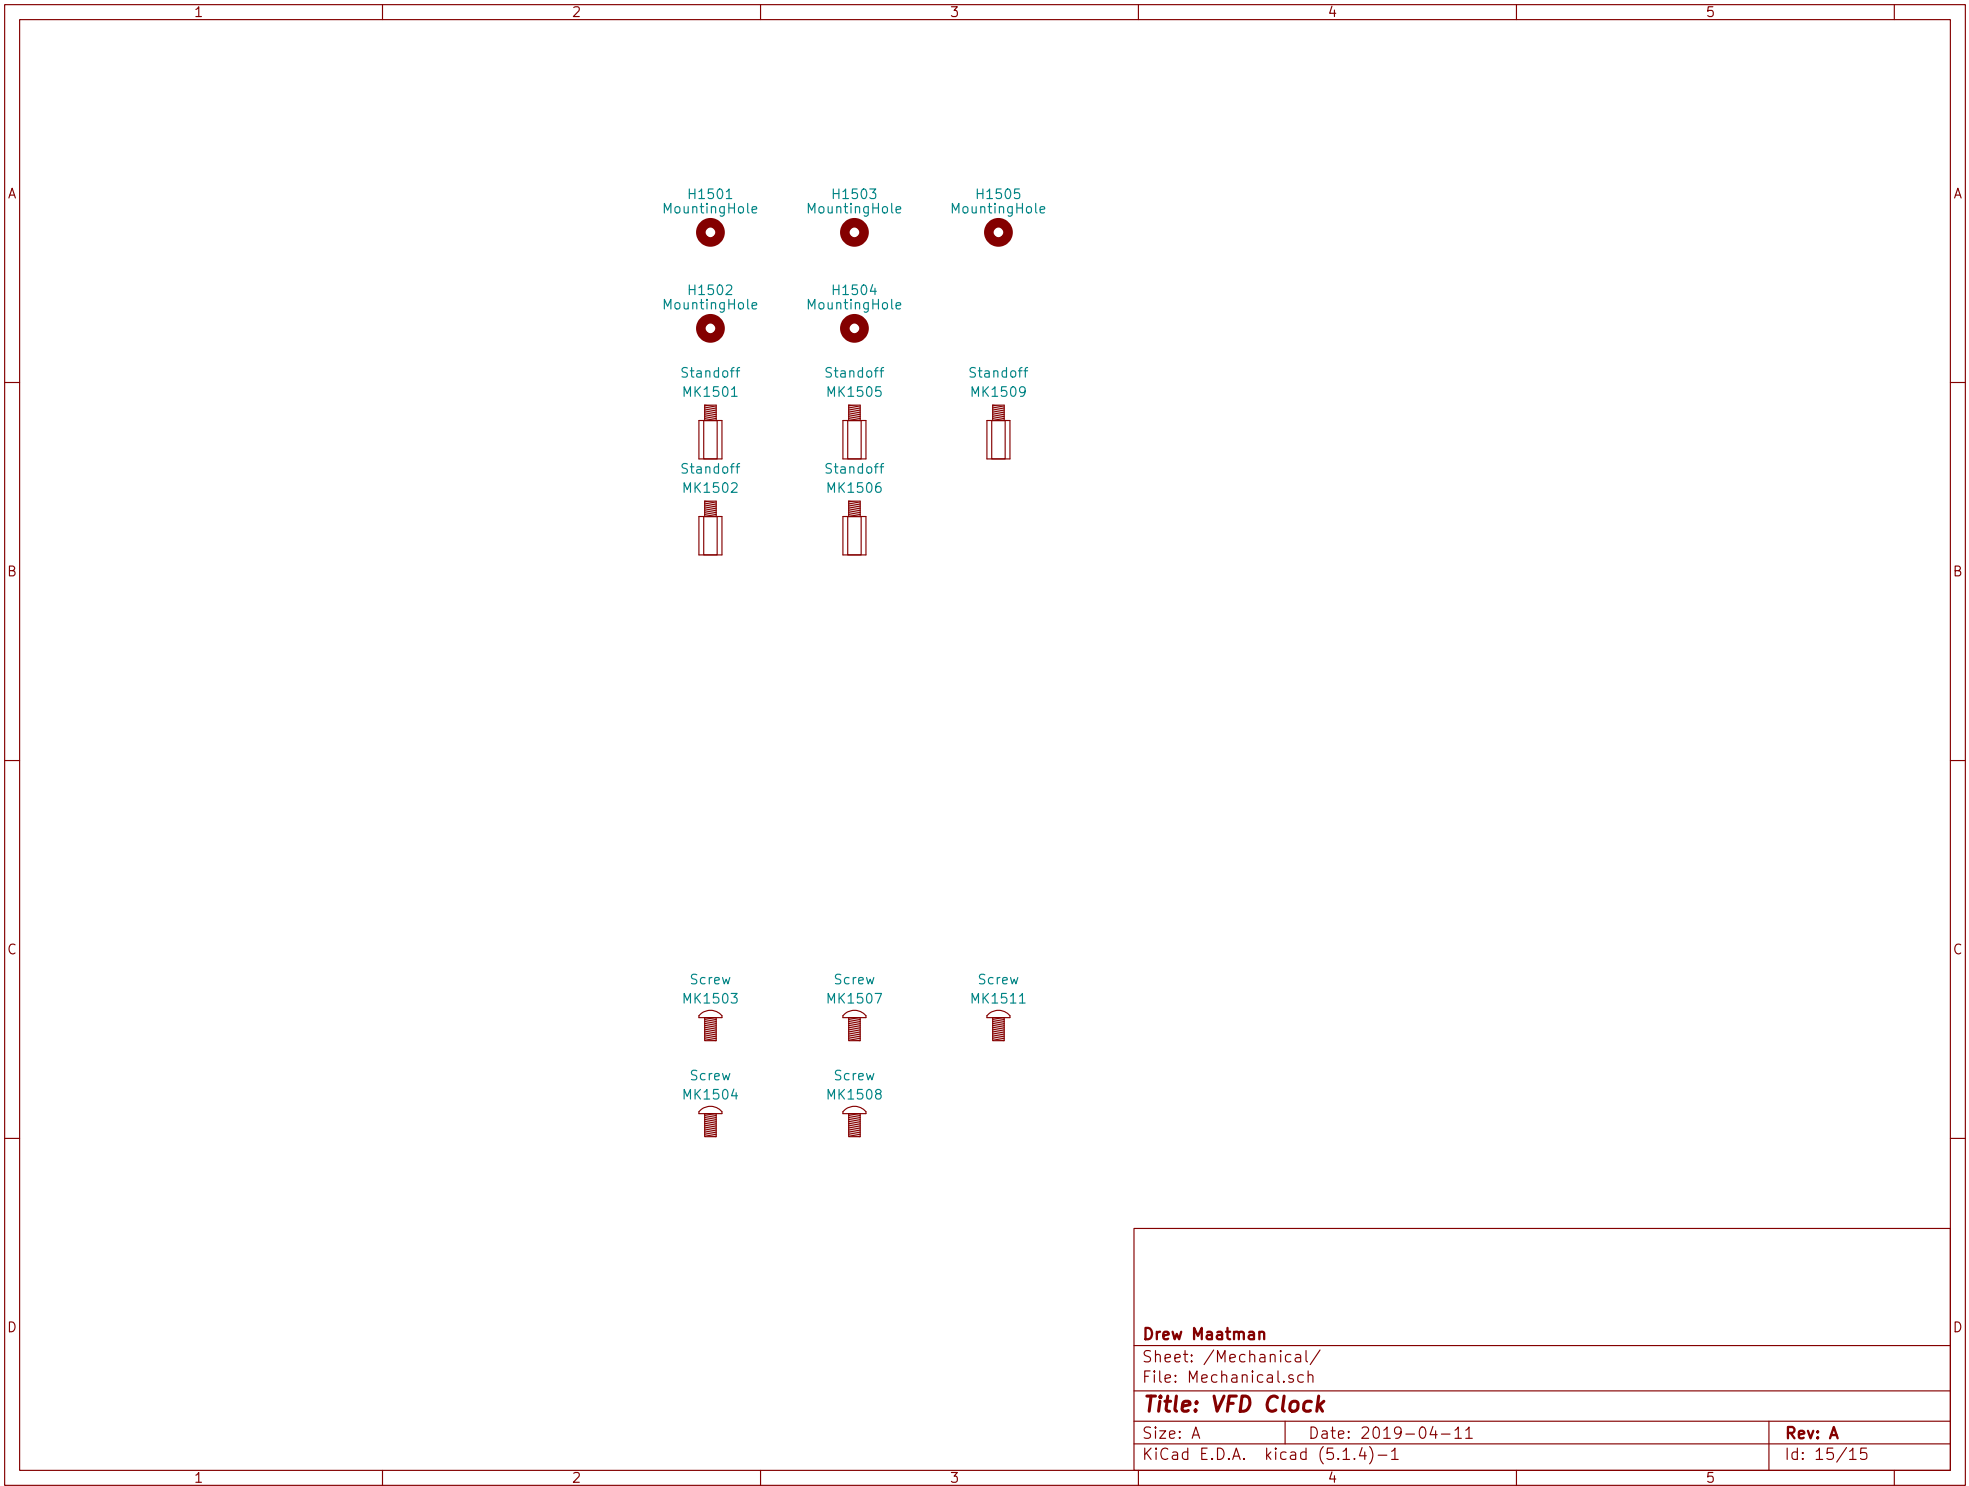 1 2 3 4 5
A A
H1501 H1503 H1505
MountingHole MountingHole MountingHole
H1502 H1504
MountingHole MountingHole
Standoff Standoff Standoff
MK1501 MK1505 MK1509
Standoff Standoff
MK1502 MK1506
B B
C C
Screw Screw Screw
MK1503 MK1507 MK1511
Screw Screw
MK1504 MK1508
D D
Drew Maatman
Sheet: /Mechanical/
File: Mechanical.sch
Title: VFD Clock
Size: A Date: 2019-04-11 Rev: A
KiCad E.D.A. kicad (5.1.4)-1 Id: 15/15
1 2 3 4 5